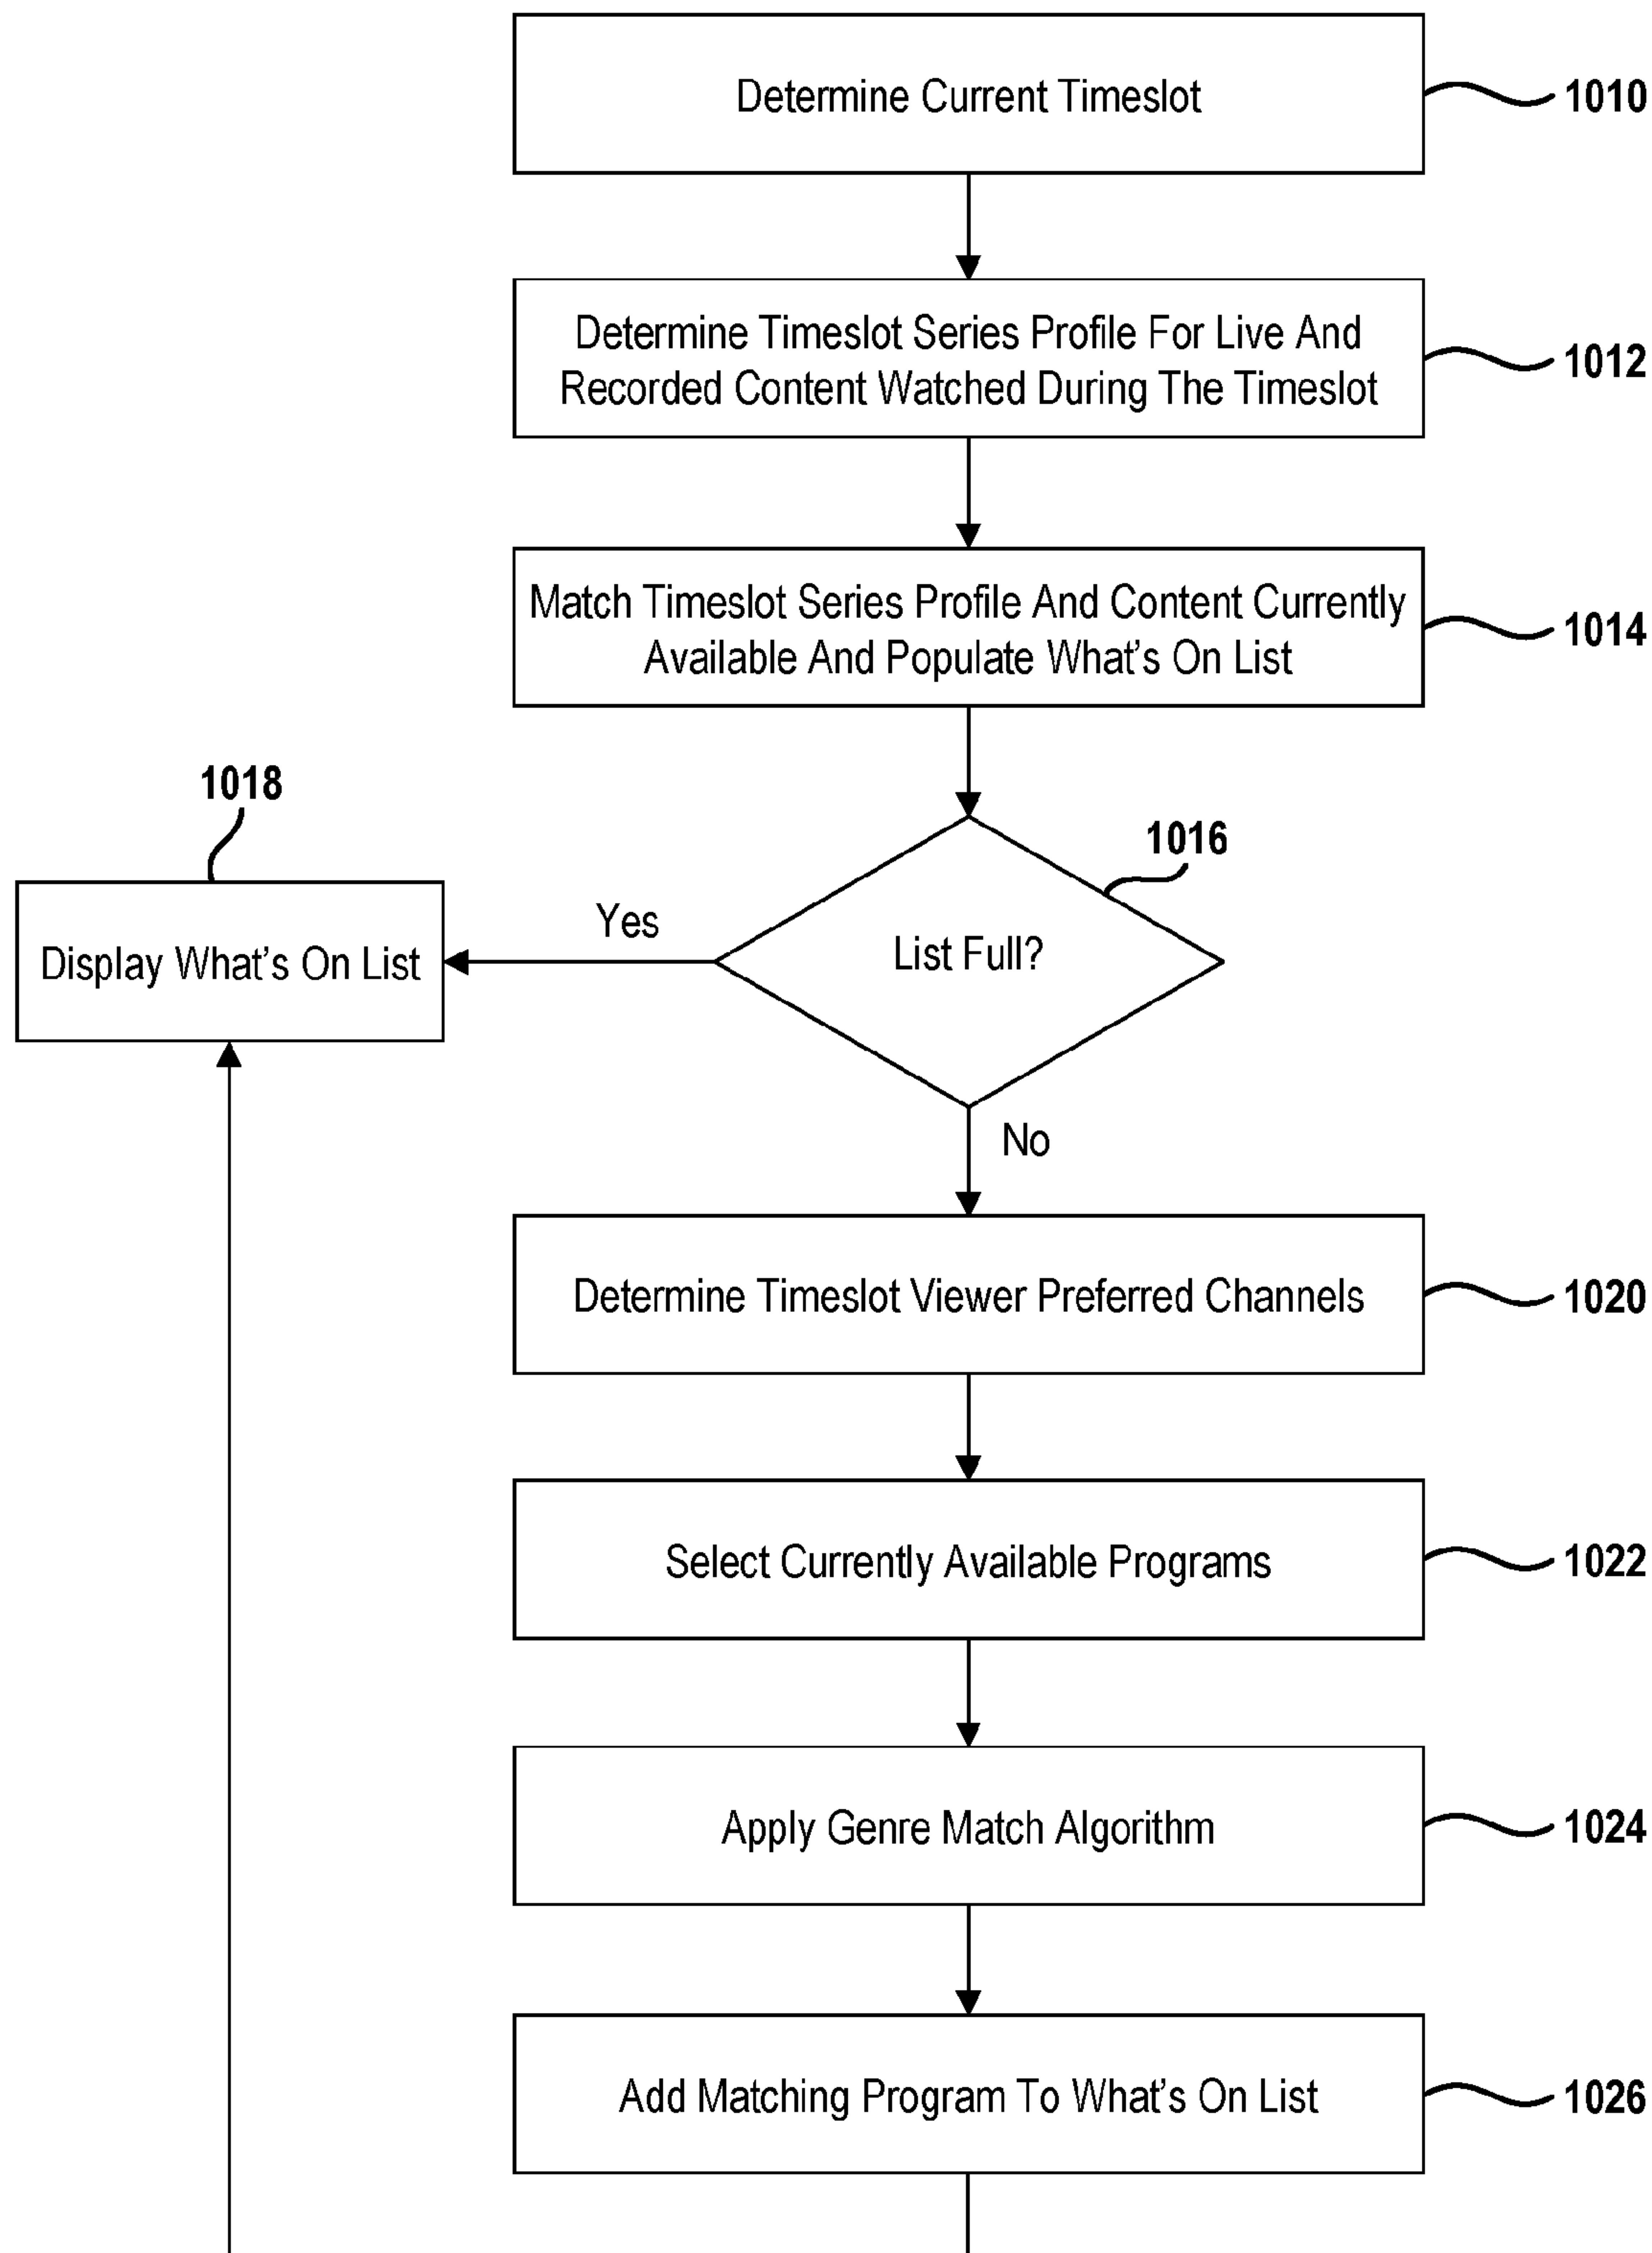 Determine Current Timeslot
1010
Determine Timeslot Series Profile For Live And
Recorded Content Watched During The Timeslot
1012
Match Timeslot Series Profile And Content Currently
Available And Populate What's On List
1014
1018
Display What's On List
Yes
1016
List Full?
No
Determine Timeslot Viewer Preferred Channels
1020
Select Currently Available Programs
1022
Apply Genre Match Algorithm
1024
Add Matching Program To What's On List
1026